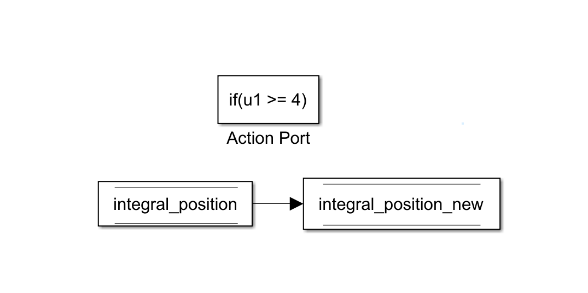 if(u1 >= 4)
Action Port
integral_position
integral_position_new